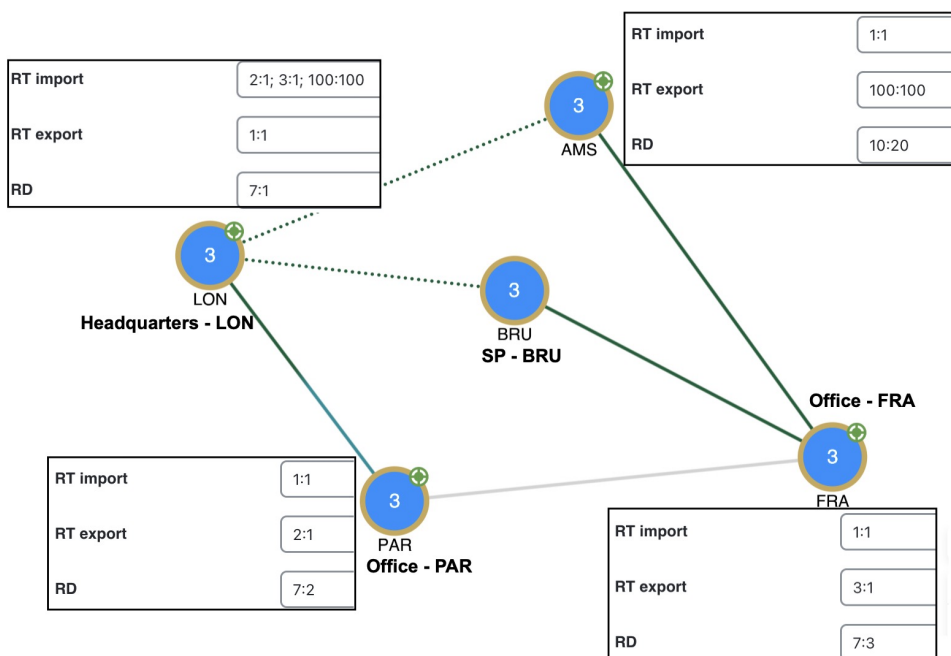 RT import 1:1
RT export 100:100
RD 10:20
RT import 2:1; 3:1; 100:100
RT export 1:1
RD 7:1
3
AMS
3
LON
Headquarters - LON
3
BRU
SP - BRU
Office - FRA
3
FRA
RT import 1:1
RT export 2:1
RD 7:2
3
PAR
Office - PAR
RT import 1:1
RT export 3:1
RD 7:3